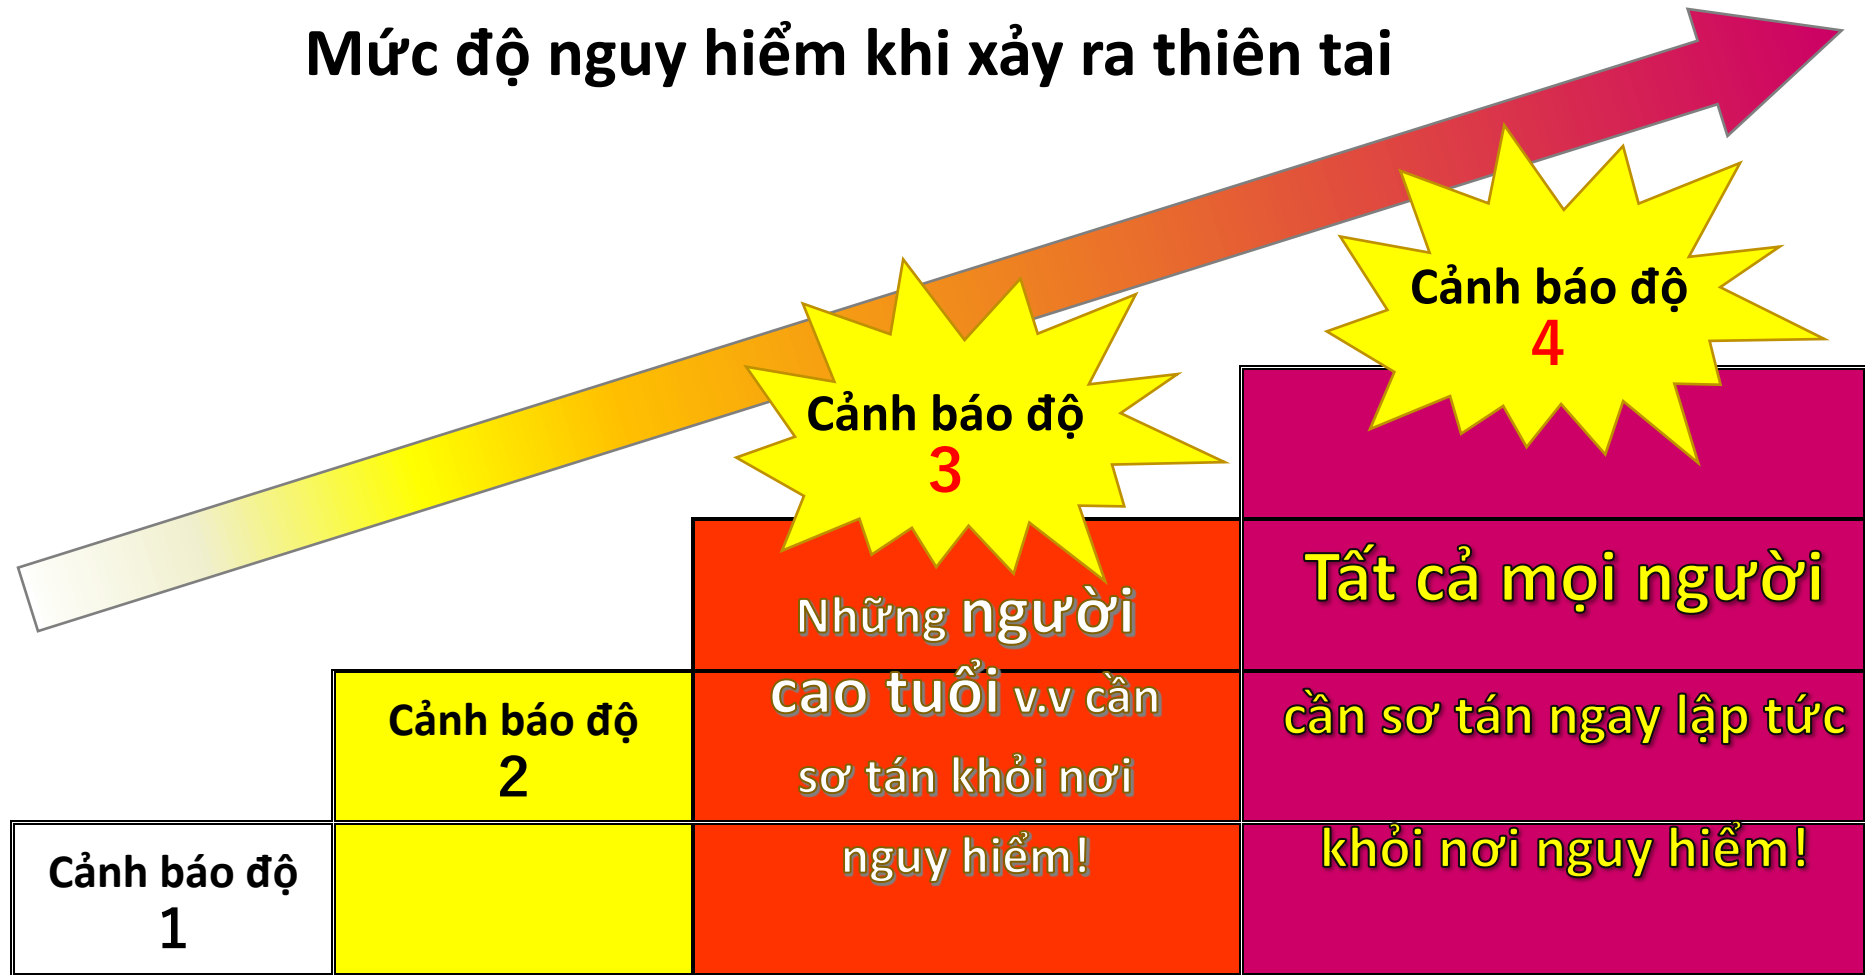 Mức độ nguy hiểm khi xảy ra thiên tai
Cảnh báo độ
4
Cảnh báo độ
3
Tất cả mọi người
cần sơ tán ngay lập tức
khỏi nơi nguy hiểm!
Những người
cao tuổi v.v cần
sơ tán khỏi nơi
nguy hiểm!
Cảnh báo độ
2
Cảnh báo độ
1